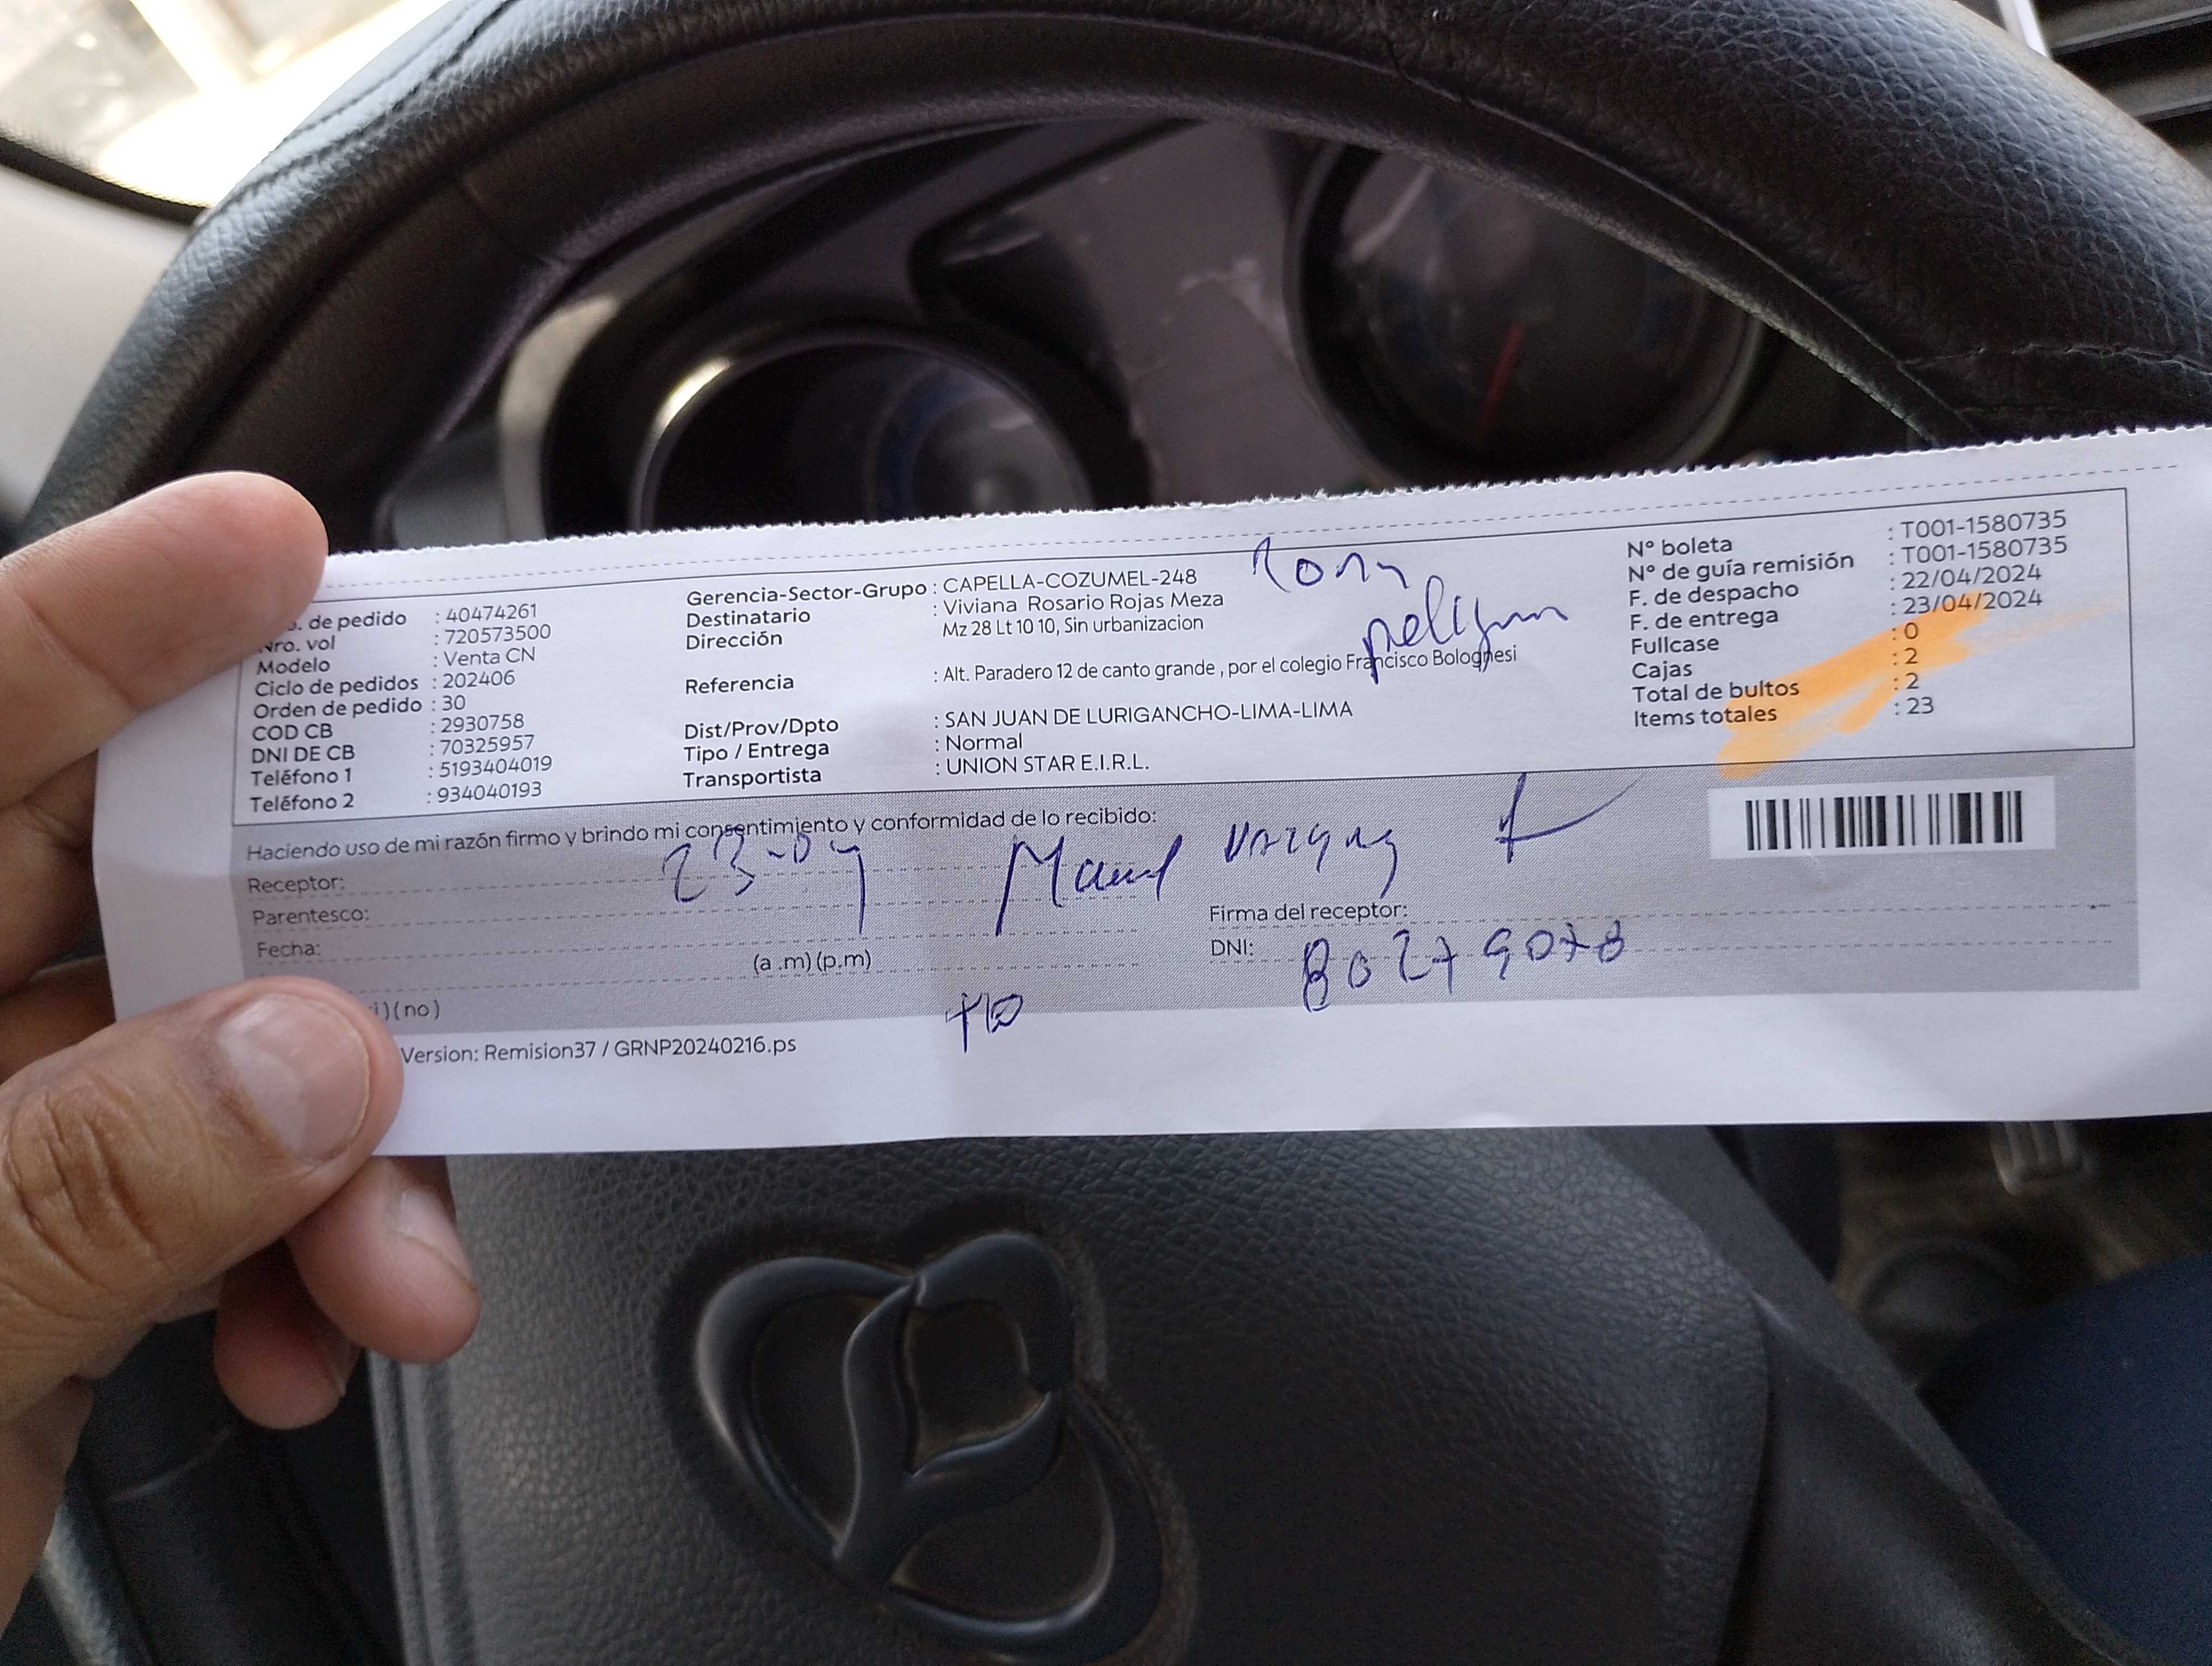 . de pedido : 40474261
Nro. vol : 720573500
Modelo : Venta CN
Ciclo de pedidos : 202406
Orden de pedido : 30
COD CB : 2930758
DNI DE CB : 70325957
Teléfono 1 : 5193404019
Teléfono 2 : 934040193
Gerencia-Sector-Grupo : CAPELLA-COZUMEL-248
Destinatario : Viviana Rosario Rojas Meza
Dirección Mz 28 Lt 10 10, Sin urbanizacion
Referencia : Alt. Paradero 12 de canto grande , por el colegio Francisco Bolognesi
Dist/Prov/Dpto : SAN JUAN DE LURIGANCHO-LIMA-LIMA
Tipo / Entrega : Normal
Transportista : UNION STAR E.I.R.L.
N° boleta : T001-1580735
N° de guía remisión : T001-1580735
F. de despacho : 22/04/2024
F. de entrega : 23/04/2024
Fullcase : 0
Cajas : 2
Total de bultos : 2
Items totales : 23
Haciendo uso de mi razón firmo y brindo mi consentimiento y conformidad de lo recibido:
Receptor: 23-04
Parentesco:
Fecha:
(a .m) (p.m)
Firma del receptor:
DNI: 80279078
i) (no)
Version: Remision37 / GRNP20240216.ps